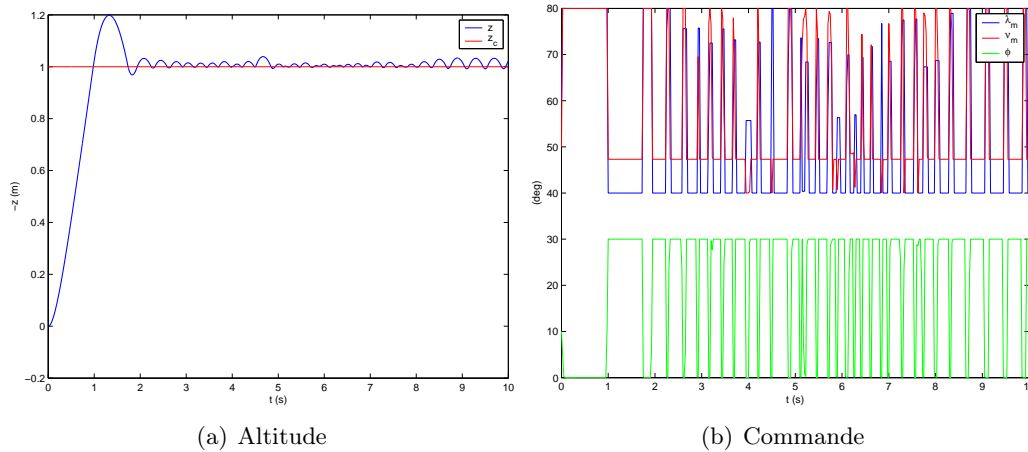 1.2
1
0.8
0.6
0.4
0.2
0
−0.2
−z (m)
0 1 2 3 4 5 6 7 8 9 10
t (s)
z
z_c
(a) Altitude
80
70
60
50
40
30
20
10
0
(deg)
0 1 2 3 4 5 6 7 8 9 10
t (s)
λ_m
ν_m
φ
(b) Commande